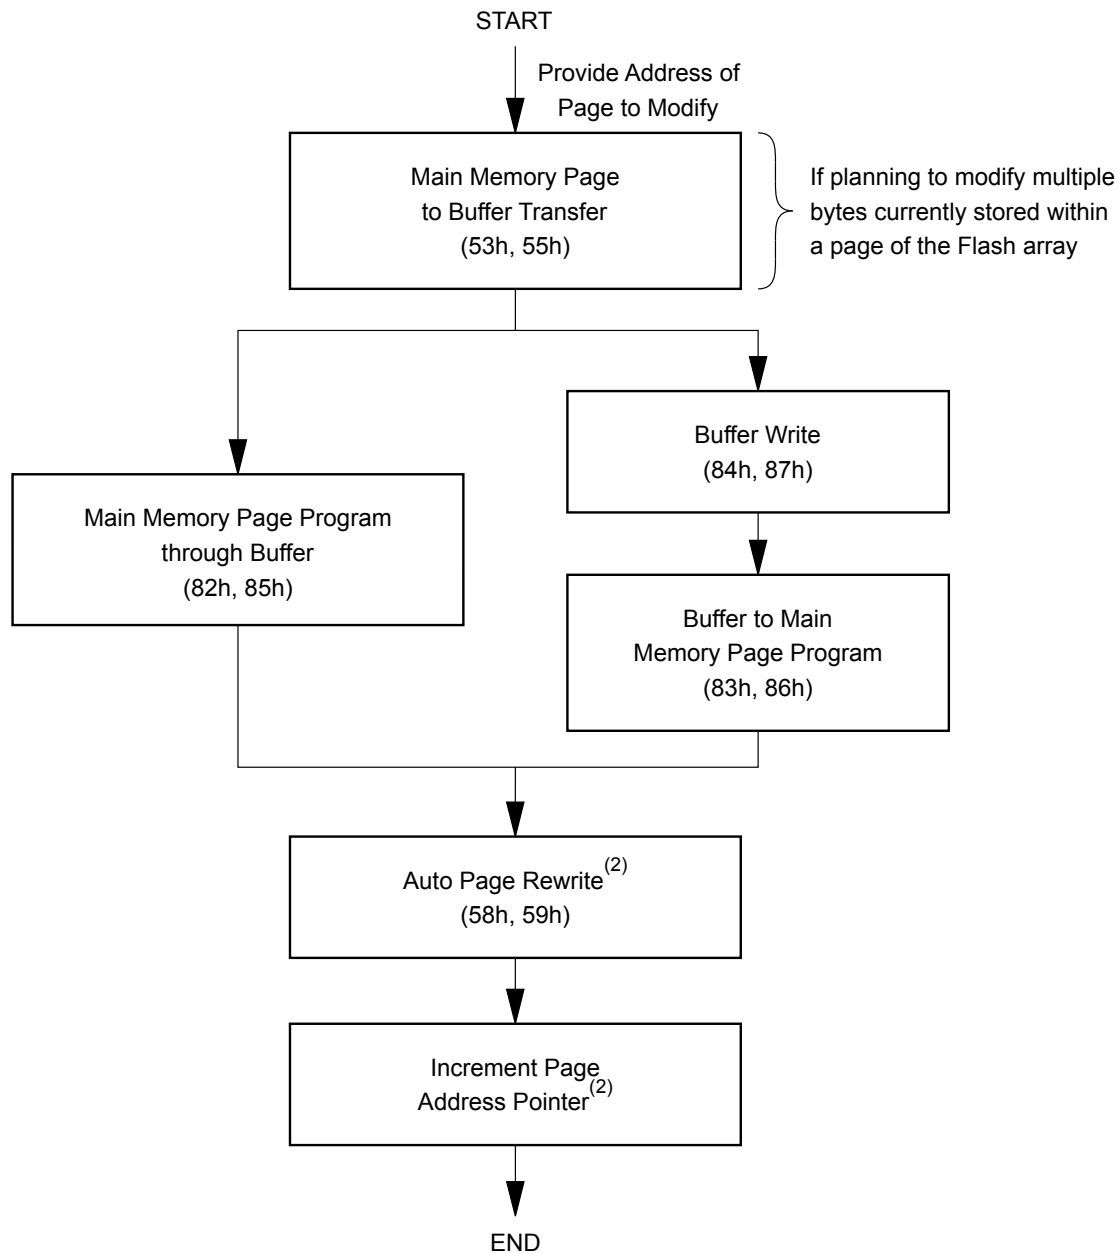 START
Provide Address of
Page to Modify
Main Memory Page
to Buffer Transfer
(53h, 55h)
If planning to modify multiple
bytes currently stored within
a page of the Flash array
Buffer Write
(84h, 87h)
Main Memory Page Program
through Buffer
(82h, 85h)
Buffer to Main
Memory Page Program
(83h, 86h)
Auto Page Rewrite(2)
(58h, 59h)
Increment Page
Address Pointer(2)
END